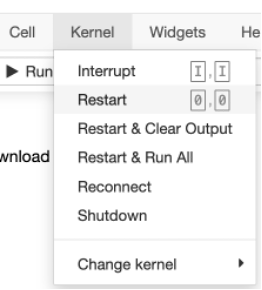 Cell Kernel Widgets He
▶ Run Interrupt I,I
Restart 0,0
Restart & Clear Output
wnload Restart & Run All
Reconnect
Shutdown
Change kernel